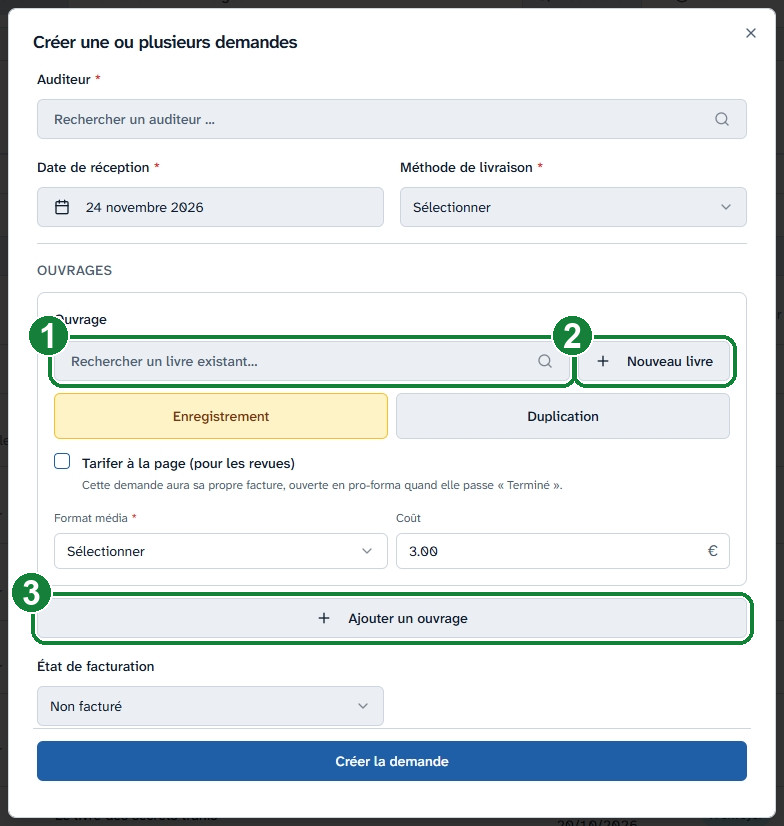 Créer une ou plusieurs demandes
Auditeur *
Rechercher un auditeur ...
Date de réception * Méthode de livraison *
24 novembre 2026 Sélectionner
OUVRAGES
Ouvrage
1 2
Rechercher un livre existant... + Nouveau livre
Enregistrement Duplication
Tarifer à la page (pour les revues)
Cette demande aura sa propre facture, ouverte en pro-forma quand elle passe « Terminé ».
Format média * Coût
Sélectionner 3.00 €
3
+ Ajouter un ouvrage
État de facturation
Non facturé
Créer la demande
20/10/2026